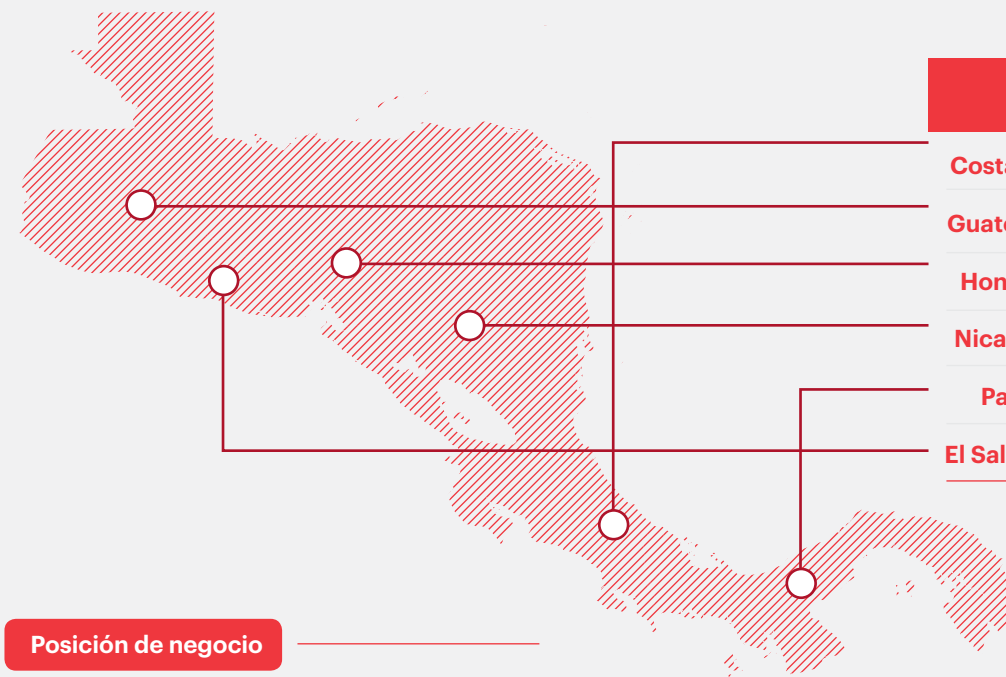 Costa
Guate
Hon
Nica
Pa
El Sal
Posición de negocio